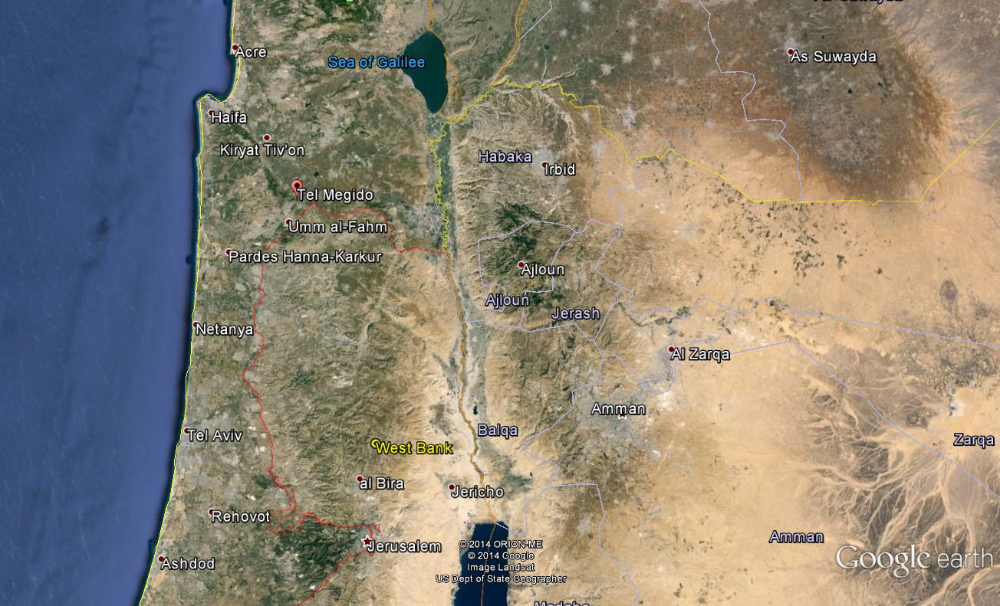 Acre
Sea of Galilee
As Suwayda
Haifa
Kiryat Tiv'on
Habaka
Irbid
Tel Megido
Umm al-Fahm
Pardes Hanna-Karkur
Ajloun
Ajloun
Jerash
Netanya
Al Zarqa
Amman
Tel Aviv
Balqa
Zarqa
West Bank
al Bira
Jericho
Rehovot
Amman
Jerusalem
Ashdod
© 2014 ORION-ME
© 2014 Google
Image Landsat
US Dept of State Geographer
Google earth